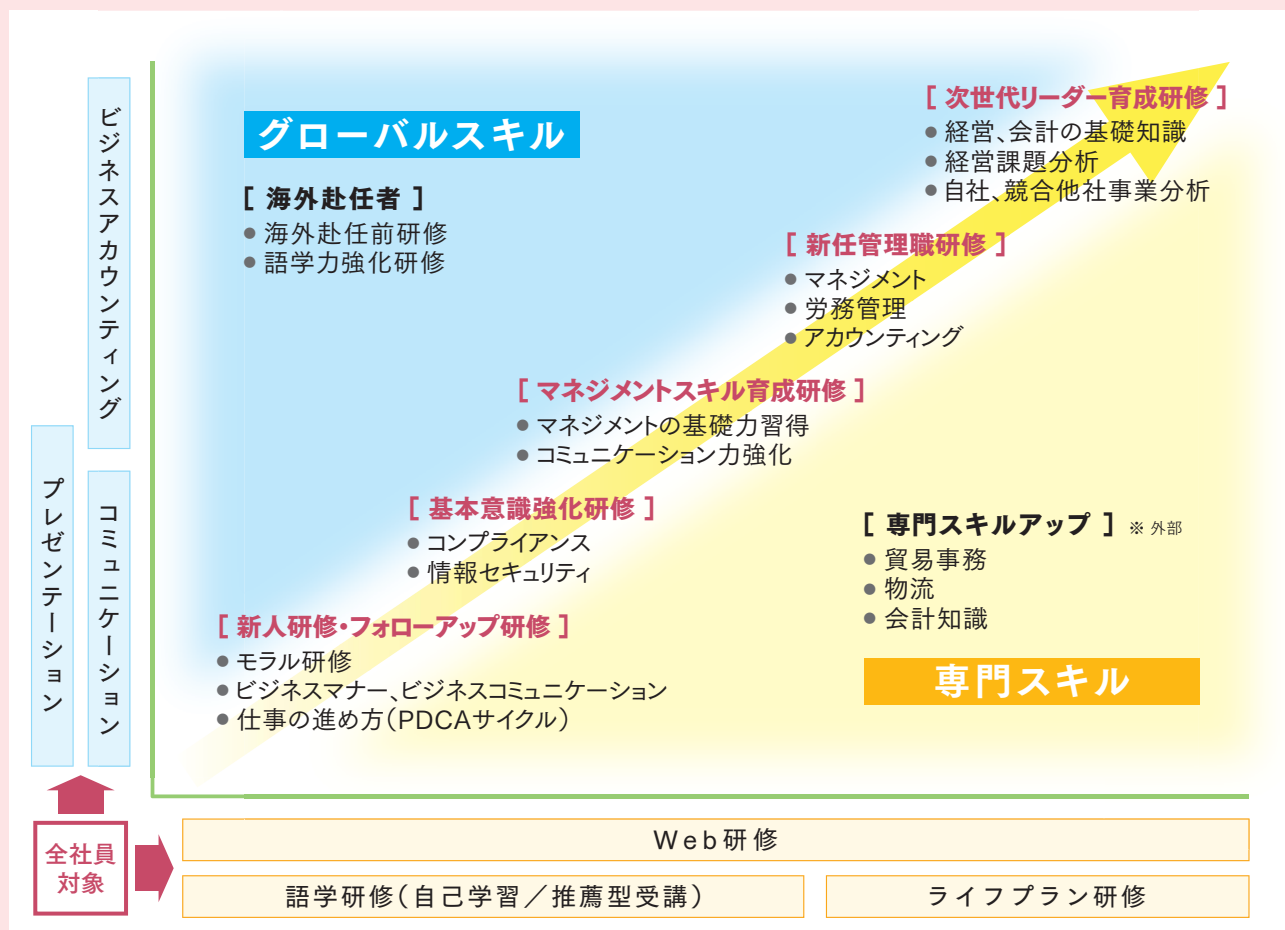 ビジネスアカウンティング
プレゼンテーション
コミュニケーション
グローバルスキル
[ 海外赴任者 ]
● 海外赴任前研修
● 語学力強化研修
[ 次世代リーダー育成研修 ]
● 経営、会計の基礎知識
● 経営課題分析
● 自社、競合他社事業分析
[ 新任管理職研修 ]
● マネジメント
● 労務管理
● アカウンティング
[ マネジメントスキル育成研修 ]
● マネジメントの基礎力習得
● コミュニケーション力強化
[ 基本意識強化研修 ]
● コンプライアンス
● 情報セキュリティ
[ 専門スキルアップ ] ※ 外部
● 貿易事務
● 物流
● 会計知識
専門スキル
[ 新人研修・フォローアップ研修 ]
● モラル研修
● ビジネスマナー、ビジネスコミュニケーション
● 仕事の進め方(PDCAサイクル)
全社員
対象
Web研修
語学研修(自己学習／推薦型受講)
ライフプラン研修